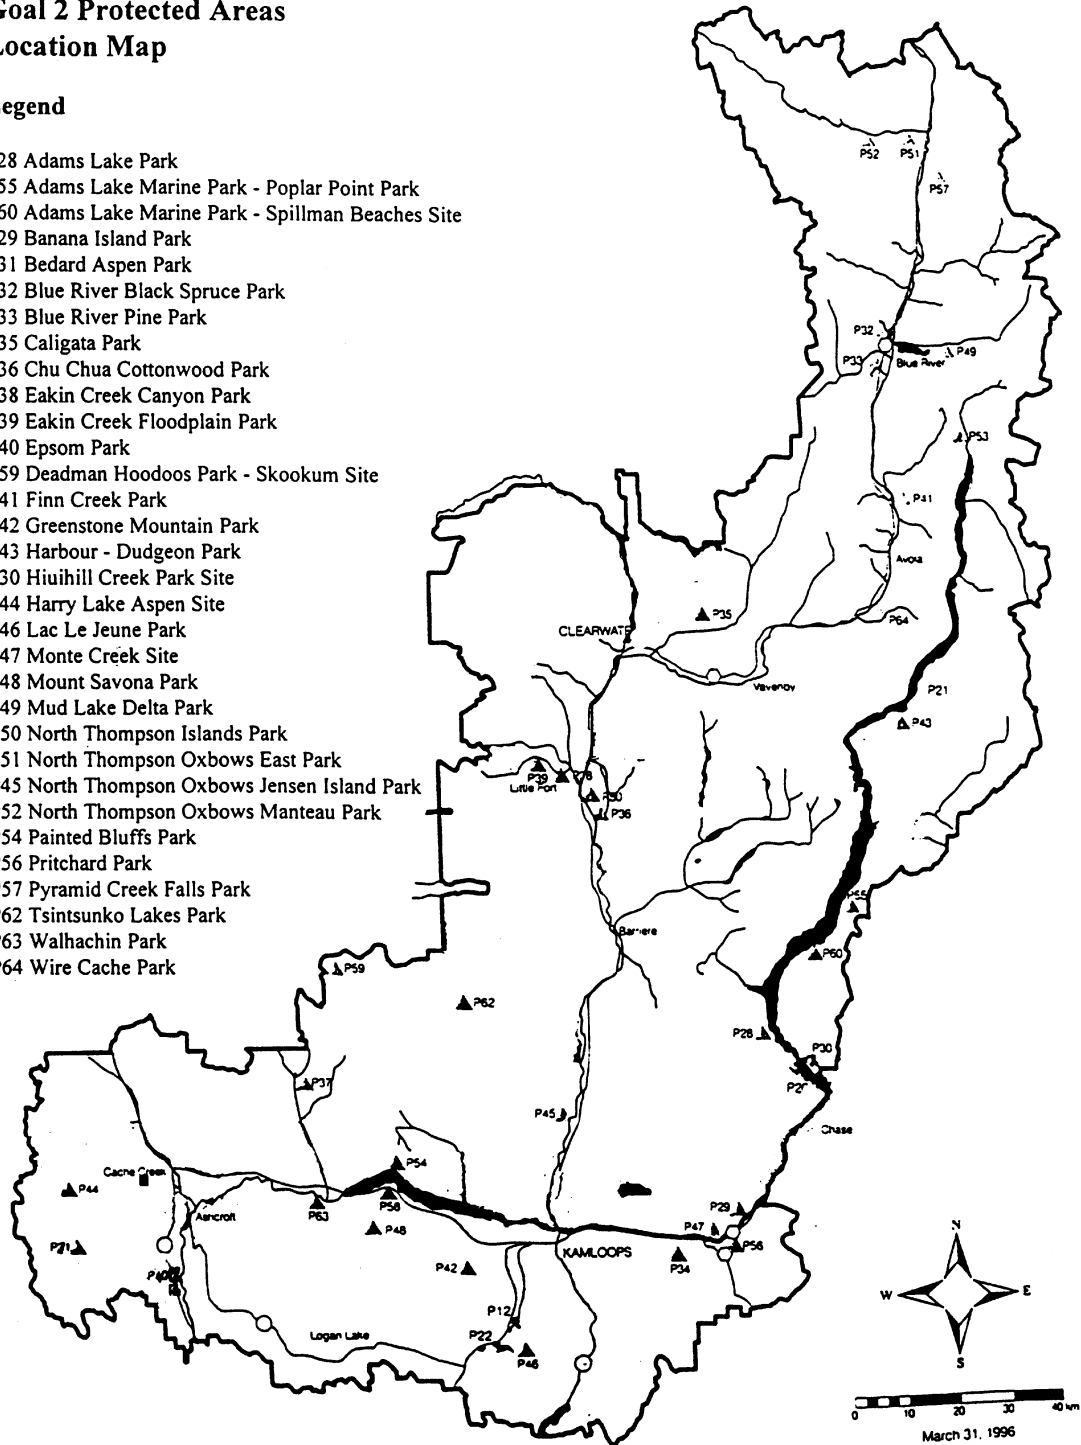 Goal 2 Protected Areas
Location Map
Legend
28 Adams Lake Park
55 Adams Lake Marine Park - Poplar Point Park
60 Adams Lake Marine Park - Spillman Beaches Site
29 Banana Island Park
31 Bedard Aspen Park
32 Blue River Black Spruce Park
33 Blue River Pine Park
35 Caligata Park
36 Chu Chua Cottonwood Park
38 Eakin Creek Canyon Park
39 Eakin Creek Floodplain Park
40 Epsom Park
59 Deadman Hoodoos Park - Skookum Site
41 Finn Creek Park
42 Greenstone Mountain Park
43 Harbour - Dudgeon Park
30 Hiuihill Creek Park Site
44 Harry Lake Aspen Site
46 Lac Le Jeune Park
47 Monte Creek Site
48 Mount Savona Park
49 Mud Lake Delta Park
50 North Thompson Islands Park
51 North Thompson Oxbows East Park
45 North Thompson Oxbows Jensen Island Park
P52 North Thompson Oxbows Manteau Park
P54 Painted Bluffs Park
P56 Pritchard Park
P57 Pyramid Creek Falls Park
P62 Tsintsunko Lakes Park
P63 Walhachin Park
P64 Wire Cache Park
P52
P51
P57
P32
P33
Blue River
P49
P53
P41
Avola
P64
P35
CLEARWATE
Vavenby
P21
P43
P39
Little Fort
P36
Barriere
P60
P59
P62
P28
P30
P37
P45
Chase
P54
Cache Creek
P44
Ashcroft
P63
P58
P48
P29
P47
P56
KAMLOOPS
P34
P42
P12
P22
Logan Lake
P46
N
W
E
S
0
10
20
30
40 km
March 31, 1996